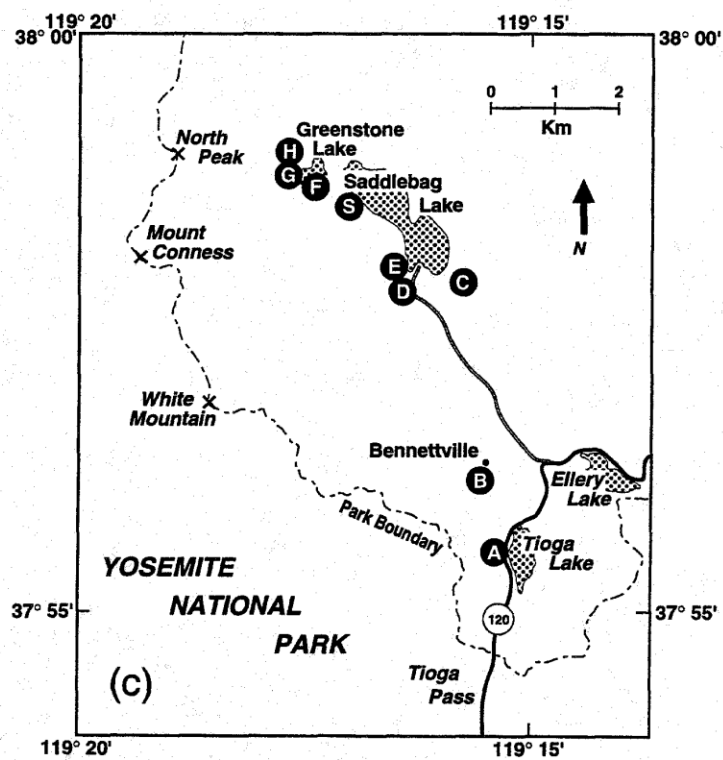 119° 20'
119° 15'
38° 00'
38° 00'
0 1 2
Km
North
Peak
H
Greenstone
Lake
G
F
Saddlebag
Lake
S
N
Mount
Conness
E
C
D
White
Mountain
Bennettville
B
Ellery
Lake
Park Boundary
A
Tioga
Lake
YOSEMITE
NATIONAL
PARK
37° 55'
37° 55'
120
(c)
Tioga
Pass
119° 20'
119° 15'